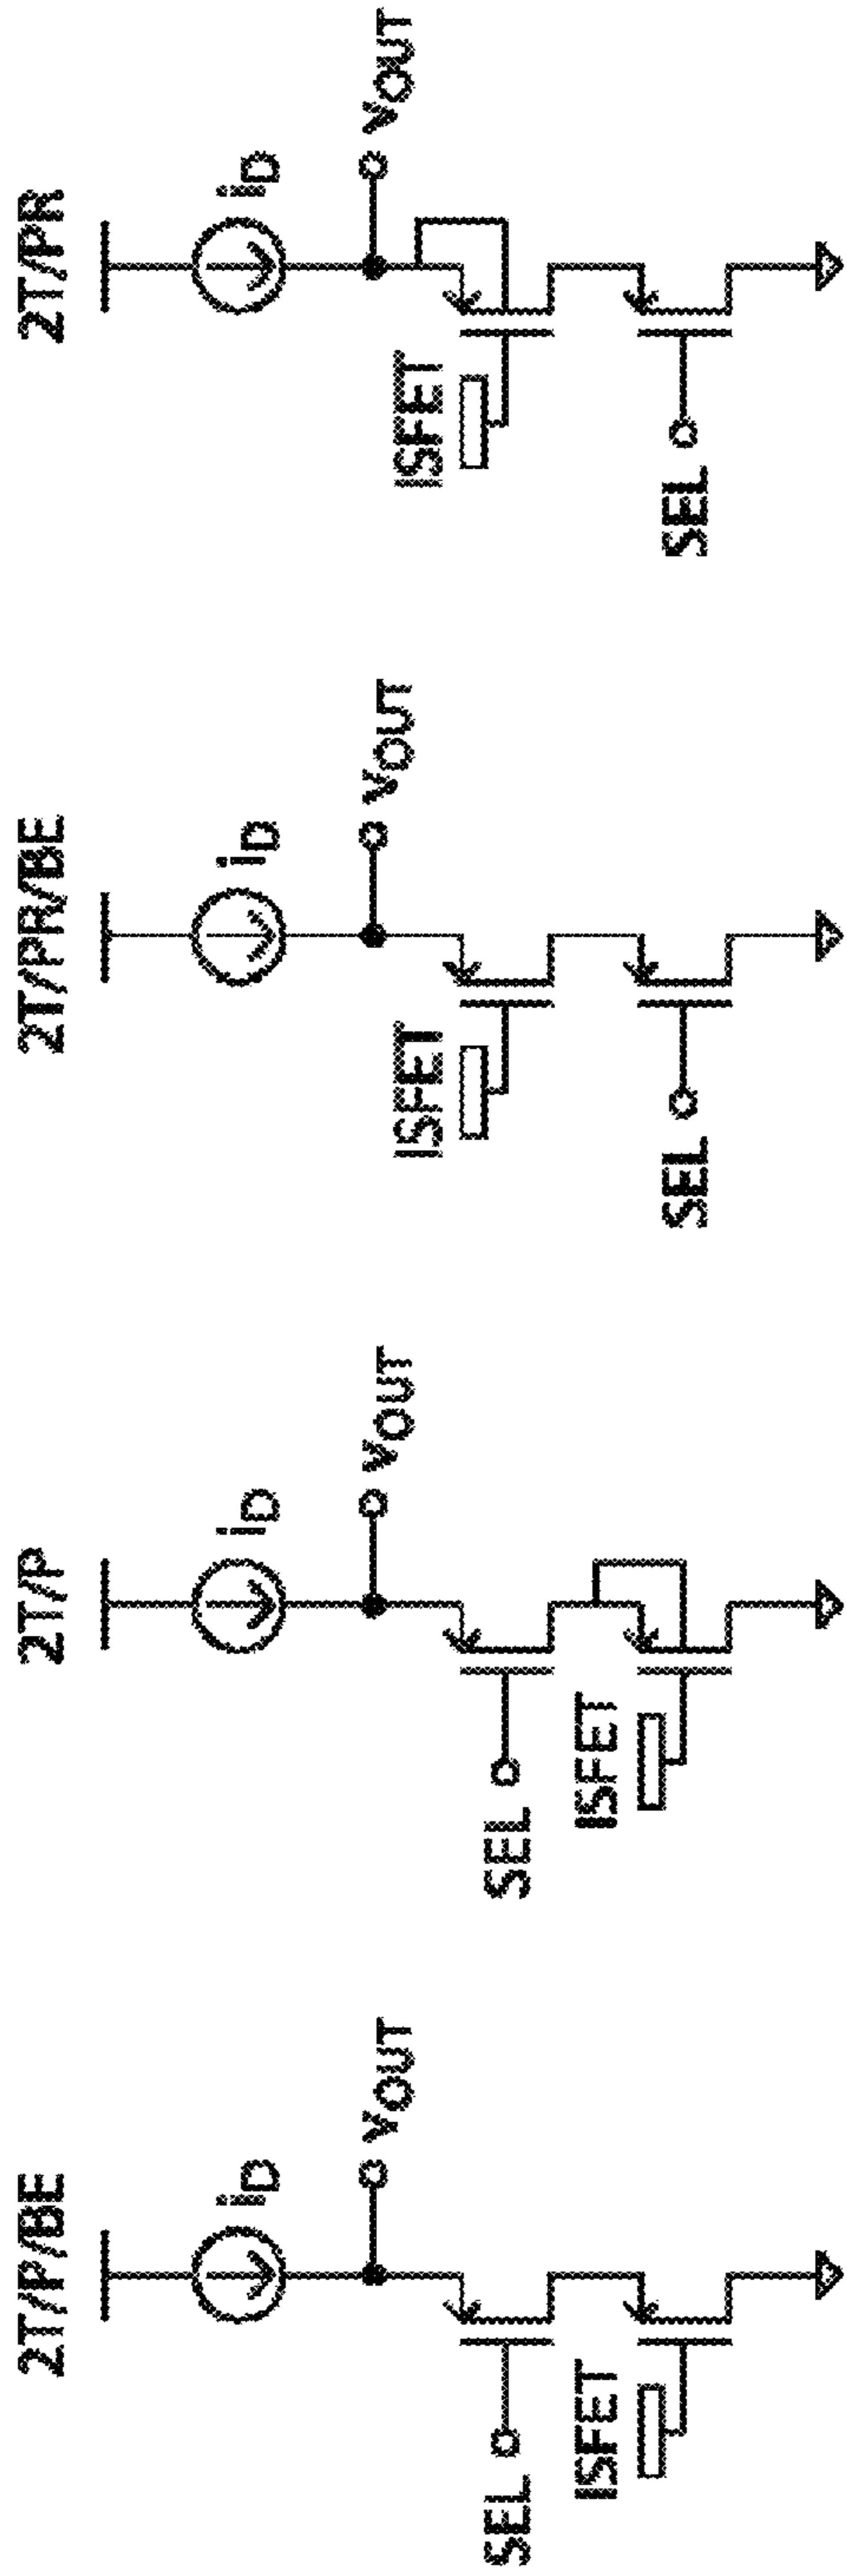 2T/P/BE
iD
vOUT
SEL
ISFET
2T/P
iD
vOUT
SEL
ISFET
2T/PR/BE
iD
vOUT
ISFET
SEL
2T/PR
iD
vOUT
ISFET
SEL